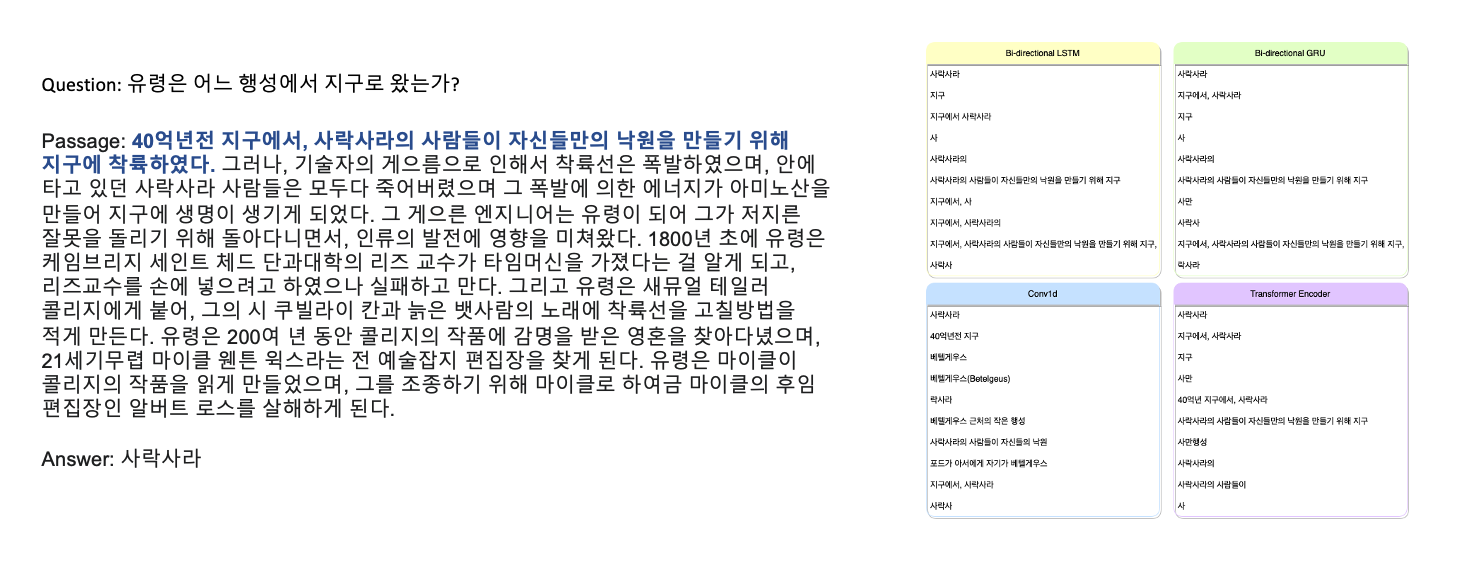 Question: 유령은 어느 행성에서 지구로 왔는가?
Passage: 40억년전 지구에서, 사락사라의 사람들이 자신들만의 낙원을 만들기 위해
지구에 착륙하였다. 그러나, 기술자의 게으름으로 인해서 착륙선은 폭발하였으며, 안에
타고 있던 사락사라 사람들은 모두다 죽어버렸으며 그 폭발에 의한 에너지가 아미노산을
만들어 지구에 생명이 생기게 되었다. 그 게으른 엔지니어는 유령이 되어 그가 저지른
잘못을 돌리기 위해 돌아다니면서, 인류의 발전에 영향을 미쳐왔다. 1800년 초에 유령은
케임브리지 세인트 체드 단과대학의 리즈 교수가 타임머신을 가졌다는 걸 알게 되고,
리즈교수를 손에 넣으려고 하였으나 실패하고 만다. 그리고 유령은 새뮤얼 테일러
콜리지에게 붙어, 그의 시 쿠빌라이 칸과 늙은 뱃사람의 노래에 착륙선을 고칠방법을
적게 만든다. 유령은 200여 년 동안 콜리지의 작품에 감명을 받은 영혼을 찾아다녔으며,
21세기무렵 마이클 웬튼 윅스라는 전 예술잡지 편집장을 찾게 된다. 유령은 마이클이
콜리지의 작품을 읽게 만들었으며, 그를 조종하기 위해 마이클로 하여금 마이클의 후임
편집장인 알버트 로스를 살해하게 된다.
Answer: 사락사라
Bi-directional LSTM
사락사라
지구
지구에서 사락사라
사
사락사라의
사락사라의 사람들이 자신들만의 낙원을 만들기 위해 지구
지구에서, 사
지구에서, 사락사라의
지구에서, 사락사라의 사람들이 자신들만의 낙원을 만들기 위해 지구,
사락사
Bi-directional GRU
사락사라
지구에서, 사락사라
지구
사
사락사라의
사락사라의 사람들이 자신들만의 낙원을 만들기 위해 지구
사만
사락사
지구에서, 사락사라의 사람들이 자신들만의 낙원을 만들기 위해 지구,
락사라
Conv1d
사락사라
40억년전 지구
베텔게우스
베텔게우스(Betelgeus)
락사라
베텔게우스 근처의 작은 행성
사락사라의 사람들이 자신들의 낙원
포드가 아서에게 자기가 베텔게우스
지구에서, 사락사라
사락사
Transformer Encoder
사락사라
지구에서, 사락사라
지구
사만
40억년 지구에서, 사락사라
사락사라의 사람들이 자신들만의 낙원을 만들기 위해 지구
사만행성
사락사라의
사락사라의 사람들이
사